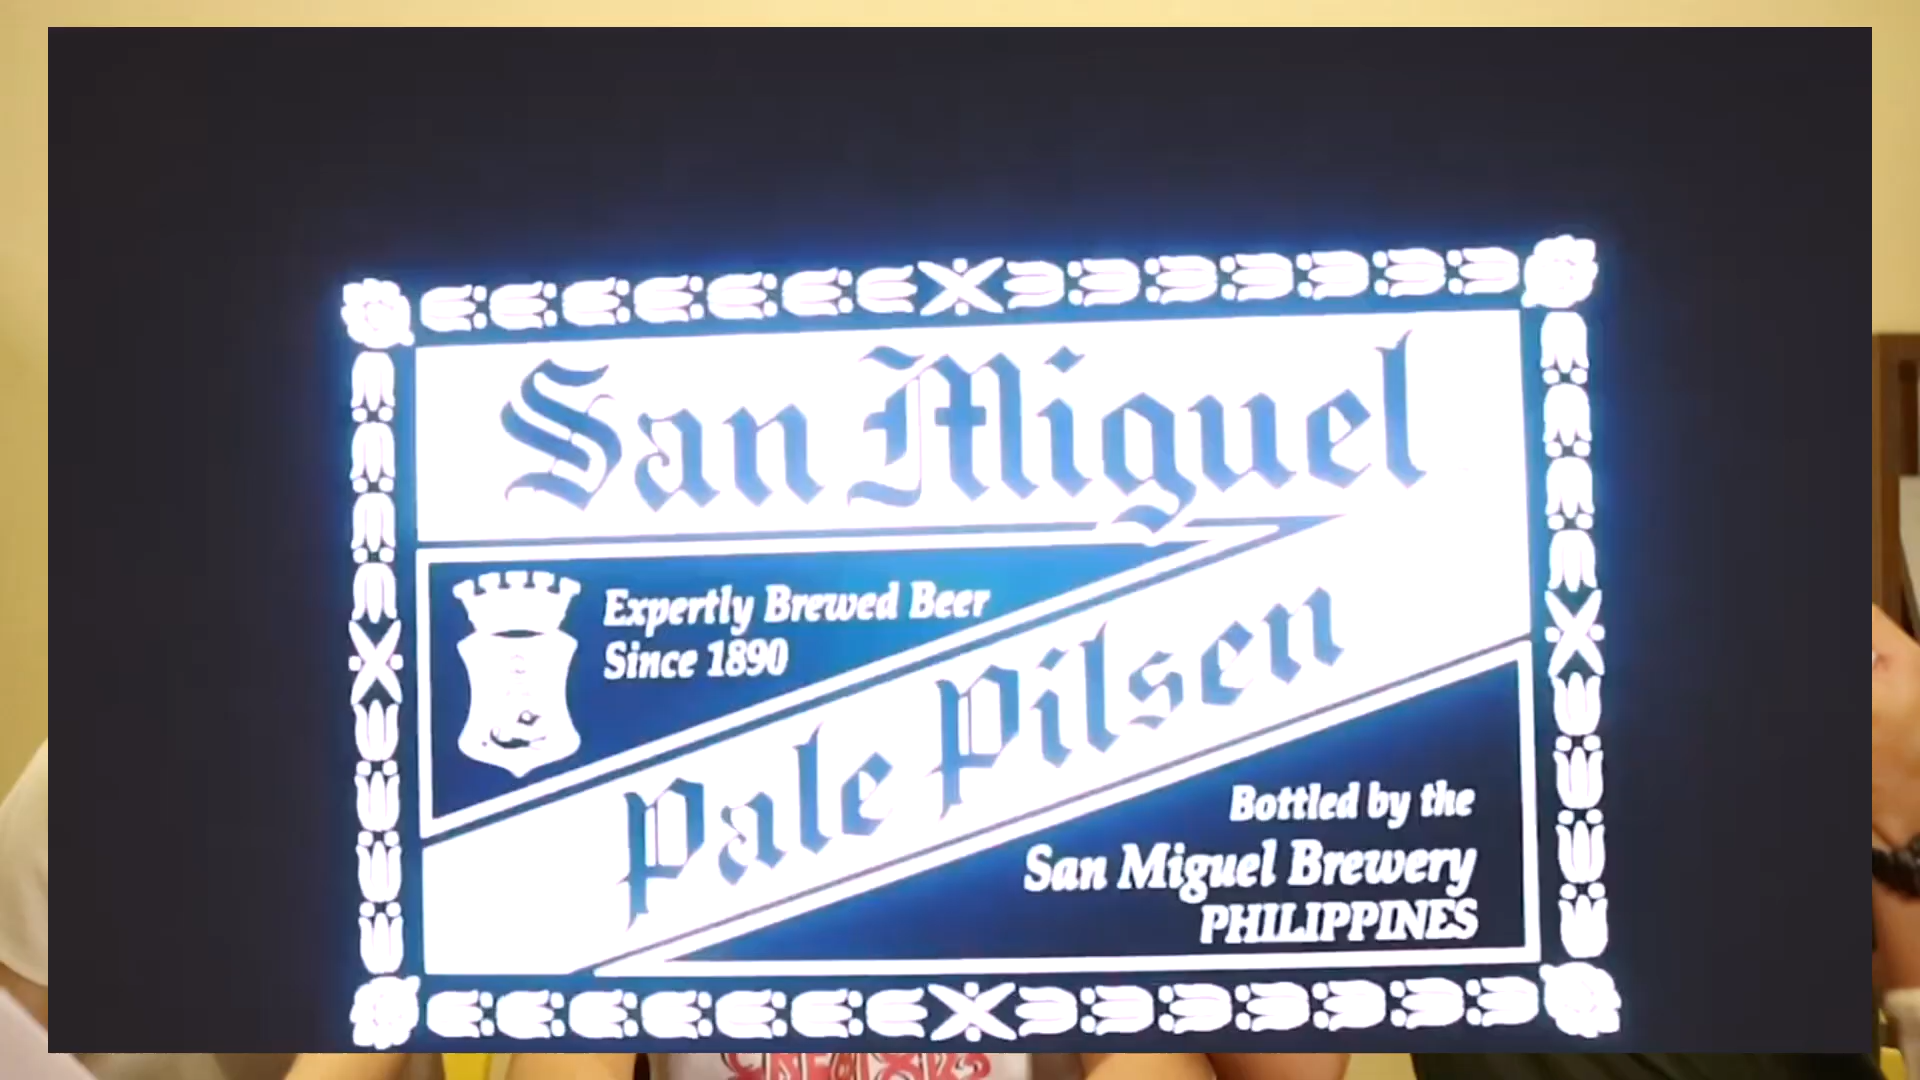 San Miguel
Expertly Brewed Beer
Since 1890
Pale Pilsen
Bottled by the
San Miguel Brewery
PHILIPPINES